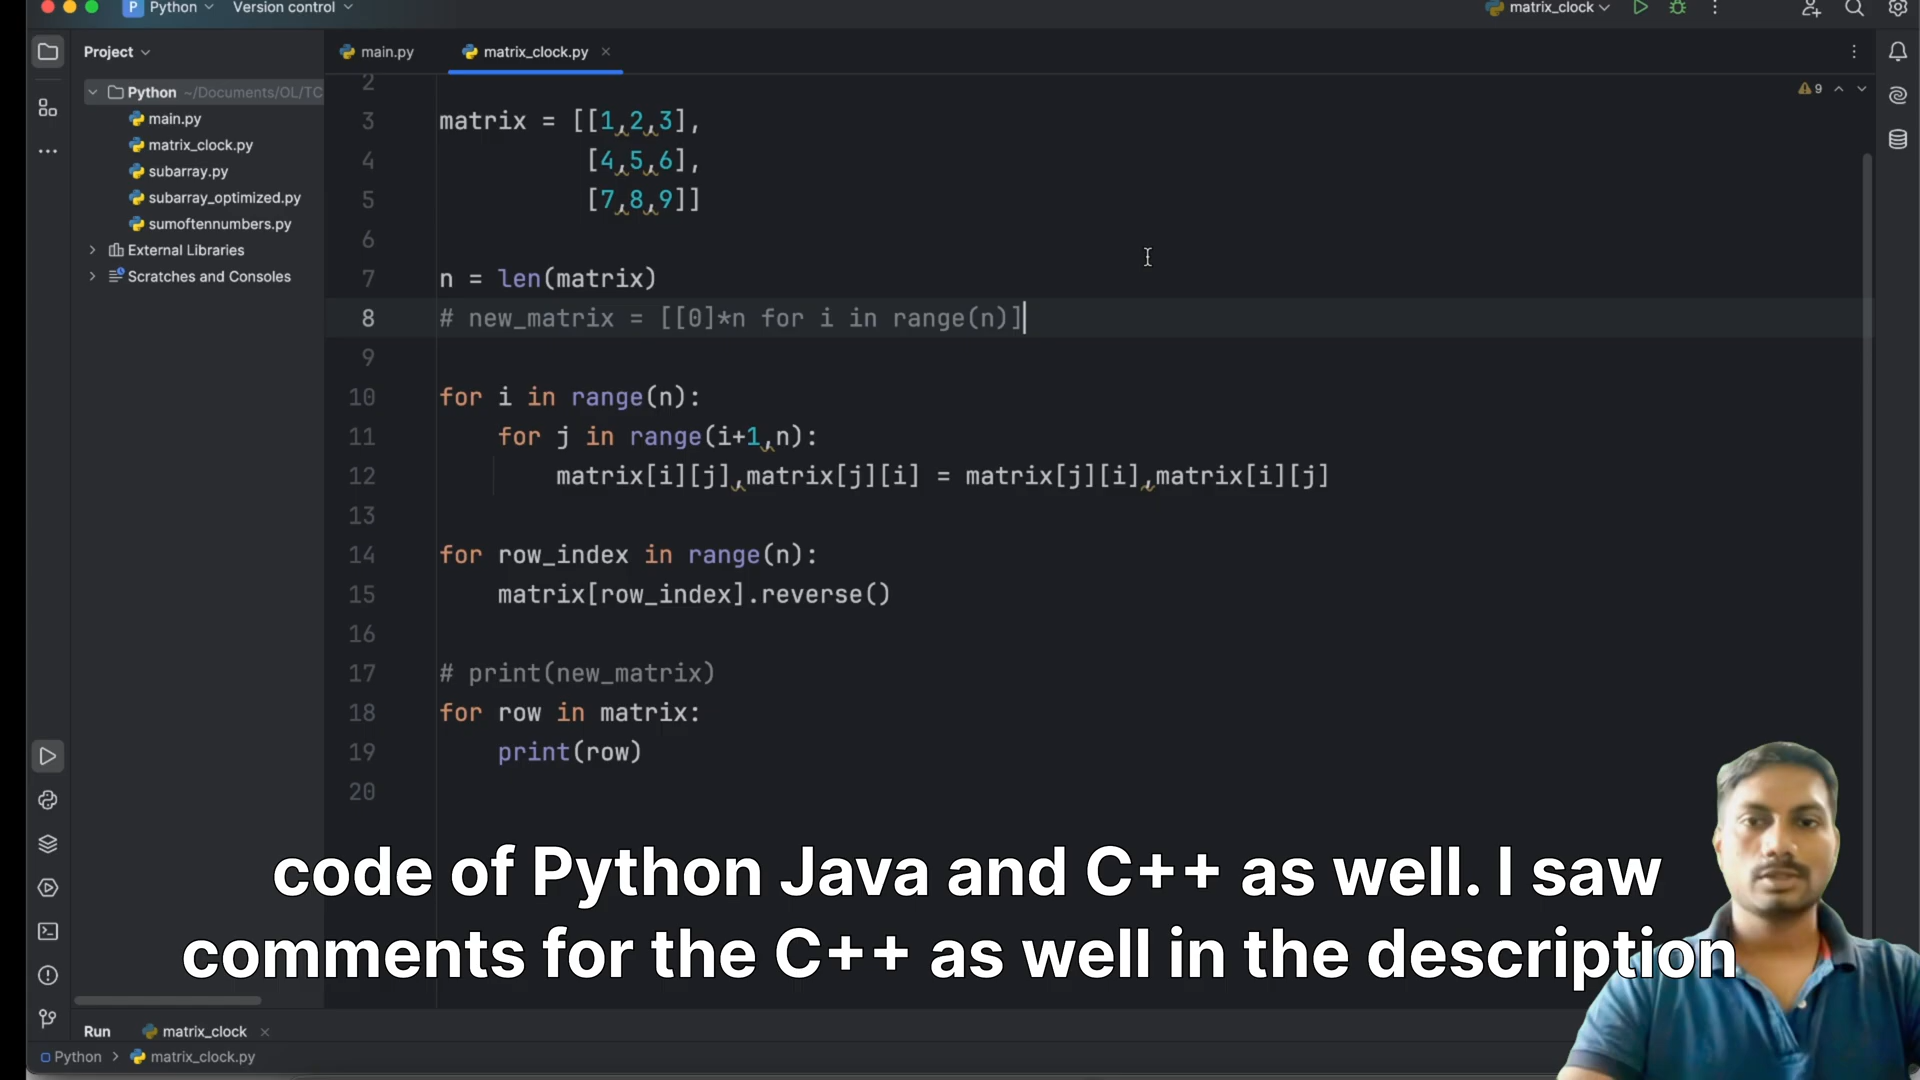 Python
Version control
matrix_clock
Project
main.py
matrix_clock.py
Python ~/Documents/OL/TC
main.py
matrix_clock.py
subarray.py
subarray_optimized.py
sumoftennumbers.py
External Libraries
Scratches and Consoles
9
2
3 matrix = [[1,2,3],
4 [4,5,6],
5 [7,8,9]]
6
7 n = len(matrix)
8 # new_matrix = [[0]*n for i in range(n)]
9
10 for i in range(n):
11 for j in range(i+1,n):
12 matrix[i][j],matrix[j][i] = matrix[j][i],matrix[i][j]
13
14 for row_index in range(n):
15 matrix[row_index].reverse()
16
17 # print(new_matrix)
18 for row in matrix:
19 print(row)
20
code of Python Java and C++ as well. I saw
comments for the C++ as well in the description
Run matrix_clock
Python > matrix_clock.py